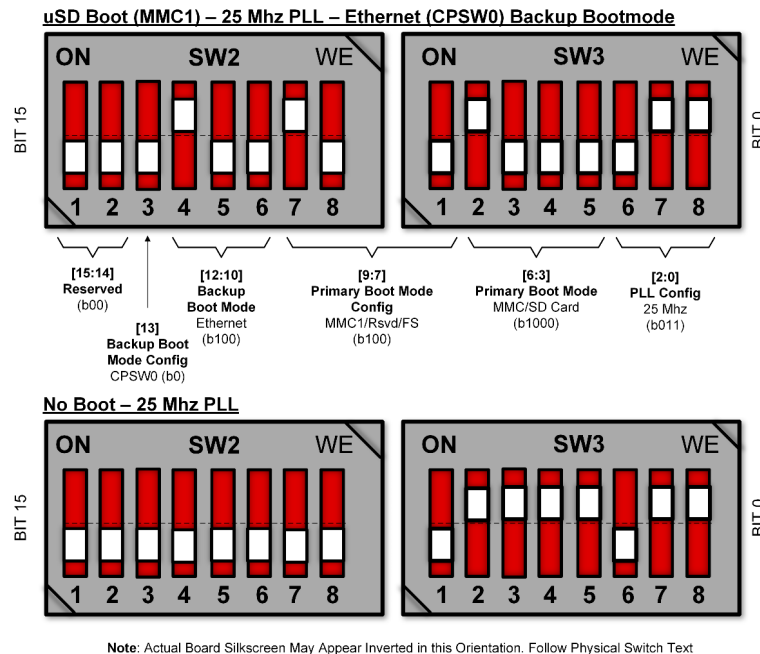 uSD Boot (MMC1) – 25 Mhz PLL – Ethernet (CPSW0) Backup Bootmode
ON SW2 WE
ON SW3 WE
BIT 15
BIT 0
1 2 3 4 5 6 7 8
1 2 3 4 5 6 7 8
[15:14]
Reserved
(b00)
[13]
Backup Boot
Mode Config
CPSW0 (b0)
[12:10]
Backup
Boot Mode
Ethernet
(b100)
[9:7]
Primary Boot Mode
Config
MMC1/Rsvd/FS
(b100)
[6:3]
Primary Boot Mode
MMC/SD Card
(b1000)
[2:0]
PLL Config
25 Mhz
(b011)
No Boot – 25 Mhz PLL
ON SW2 WE
ON SW3 WE
BIT 15
BIT 0
1 2 3 4 5 6 7 8
1 2 3 4 5 6 7 8
Note: Actual Board Silkscreen May Appear Inverted in this Orientation. Follow Physical Switch Text